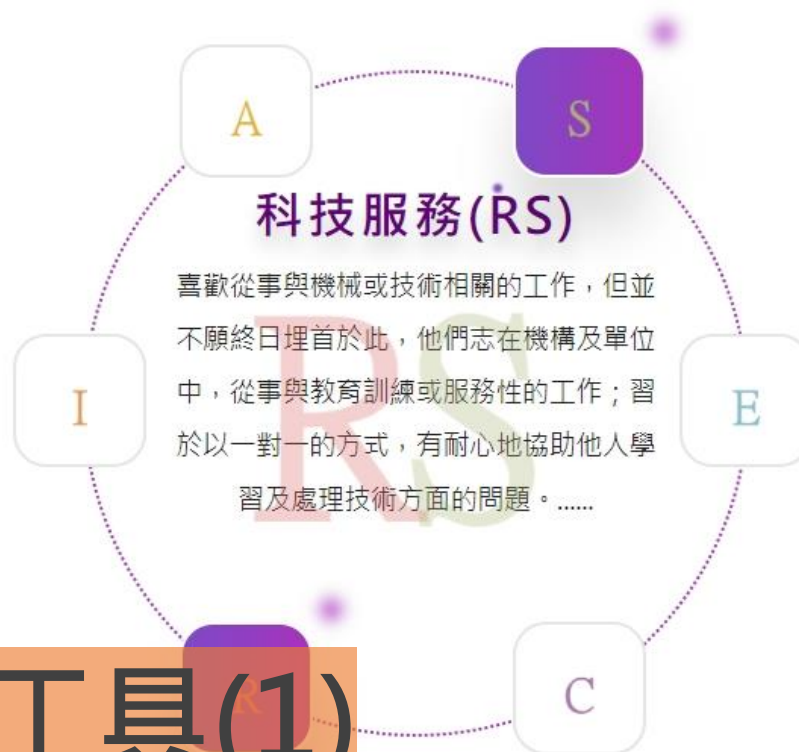 A
S
科技服務(RS)
喜歡從事與機械或技術相關的工作，但並
不願終日埋首於此，他們志在機構及單位
中，從事與教育訓練或服務性的工作；習
於以一對一的方式，有耐心地協助他人學
習及處理技術方面的問題。......
RS
I
E
R
C
工具(1)